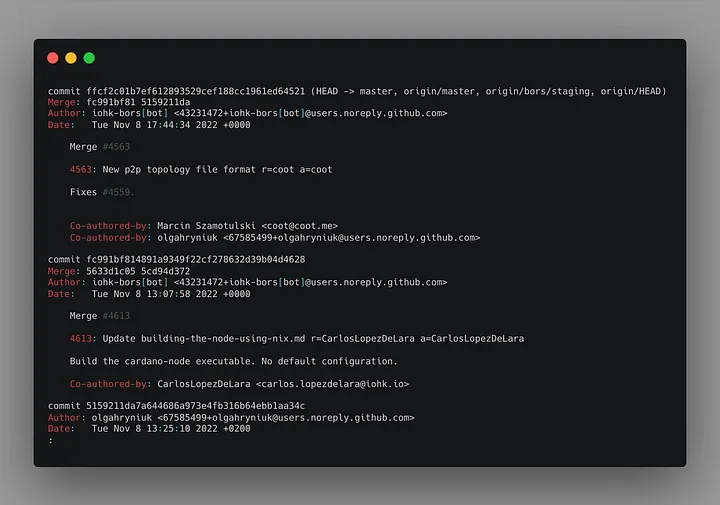 commit ffcf2c01b7ef612893529cef188cc1961ed64521 (HEAD -> master, origin/master, origin/bors/staging, origin/HEAD)
Merge: fc991bf81 5159211da
Author: iohk-bors[bot] <43231472+iohk-bors[bot]@users.noreply.github.com>
Date:   Tue Nov 8 17:44:34 2022 +0000
Merge #4563
4563: New p2p topology file format r=coot a=coot
Fixes #4559.
Co-authored-by: Marcin Szamotulski <coot@coot.me>
Co-authored-by: olgahryniuk <67585499+olgahryniuk@users.noreply.github.com>
commit fc991bf814891a9349f22cf278632d39b04d4628
Merge: 5633d1c05 5cd94d372
Author: iohk-bors[bot] <43231472+iohk-bors[bot]@users.noreply.github.com>
Date:   Tue Nov 8 13:07:58 2022 +0000
Merge #4613
4613: Update building-the-node-using-nix.md r=CarlosLopezDeLara a=CarlosLopezDeLara
Build the cardano-node executable. No default configuration.
Co-authored-by: CarlosLopezDeLara <carlos.lopezdelara@iohk.io>
commit 5159211da7a644686a973e4fb316b64ebb1aa34c
Author: olgahryniuk <67585499+olgahryniuk@users.noreply.github.com>
Date:   Tue Nov 8 13:25:10 2022 +0200
: